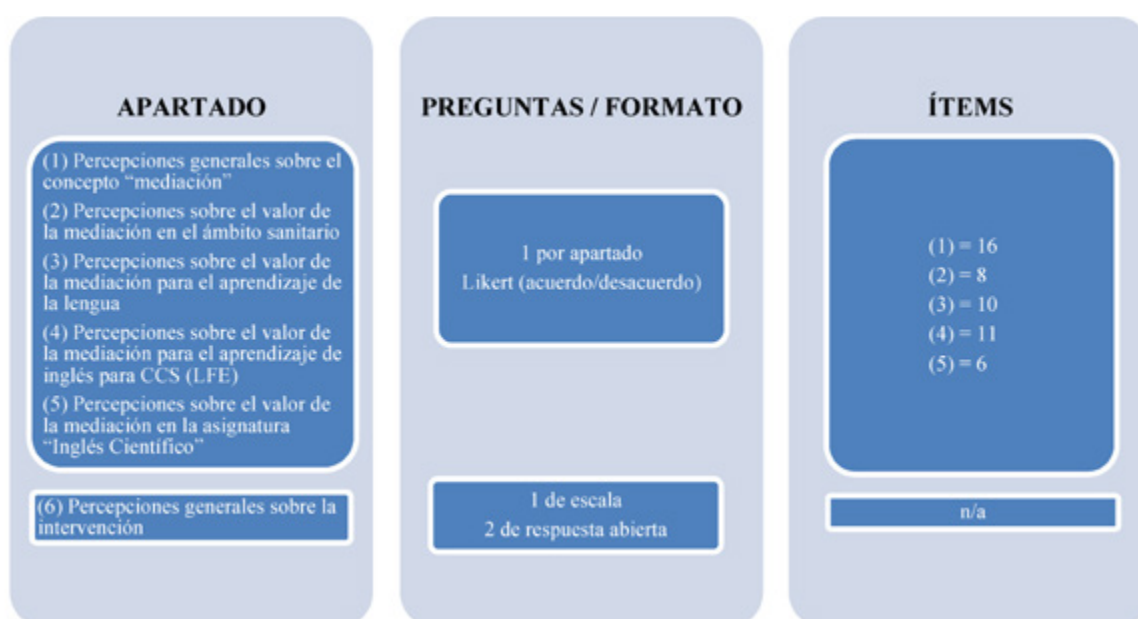 APARTADO
(1) Percepciones generales sobre el
concepto “mediación”
(2) Percepciones sobre el valor de
la mediación en el ámbito sanitario
(3) Percepciones sobre el valor de
la mediación para el aprendizaje de
la lengua
(4) Percepciones sobre el valor de
la mediación para el aprendizaje de
inglés para CCS (LFE)
(5) Percepciones sobre el valor de
la mediación en la asignatura
“Inglés Científico”
(6) Percepciones generales sobre la
intervención
PREGUNTAS / FORMATO
1 por apartado
Likert (acuerdo/desacuerdo)
1 de escala
2 de respuesta abierta
ÍTEMS
(1) = 16
(2) = 8
(3) = 10
(4) = 11
(5) = 6
n/a